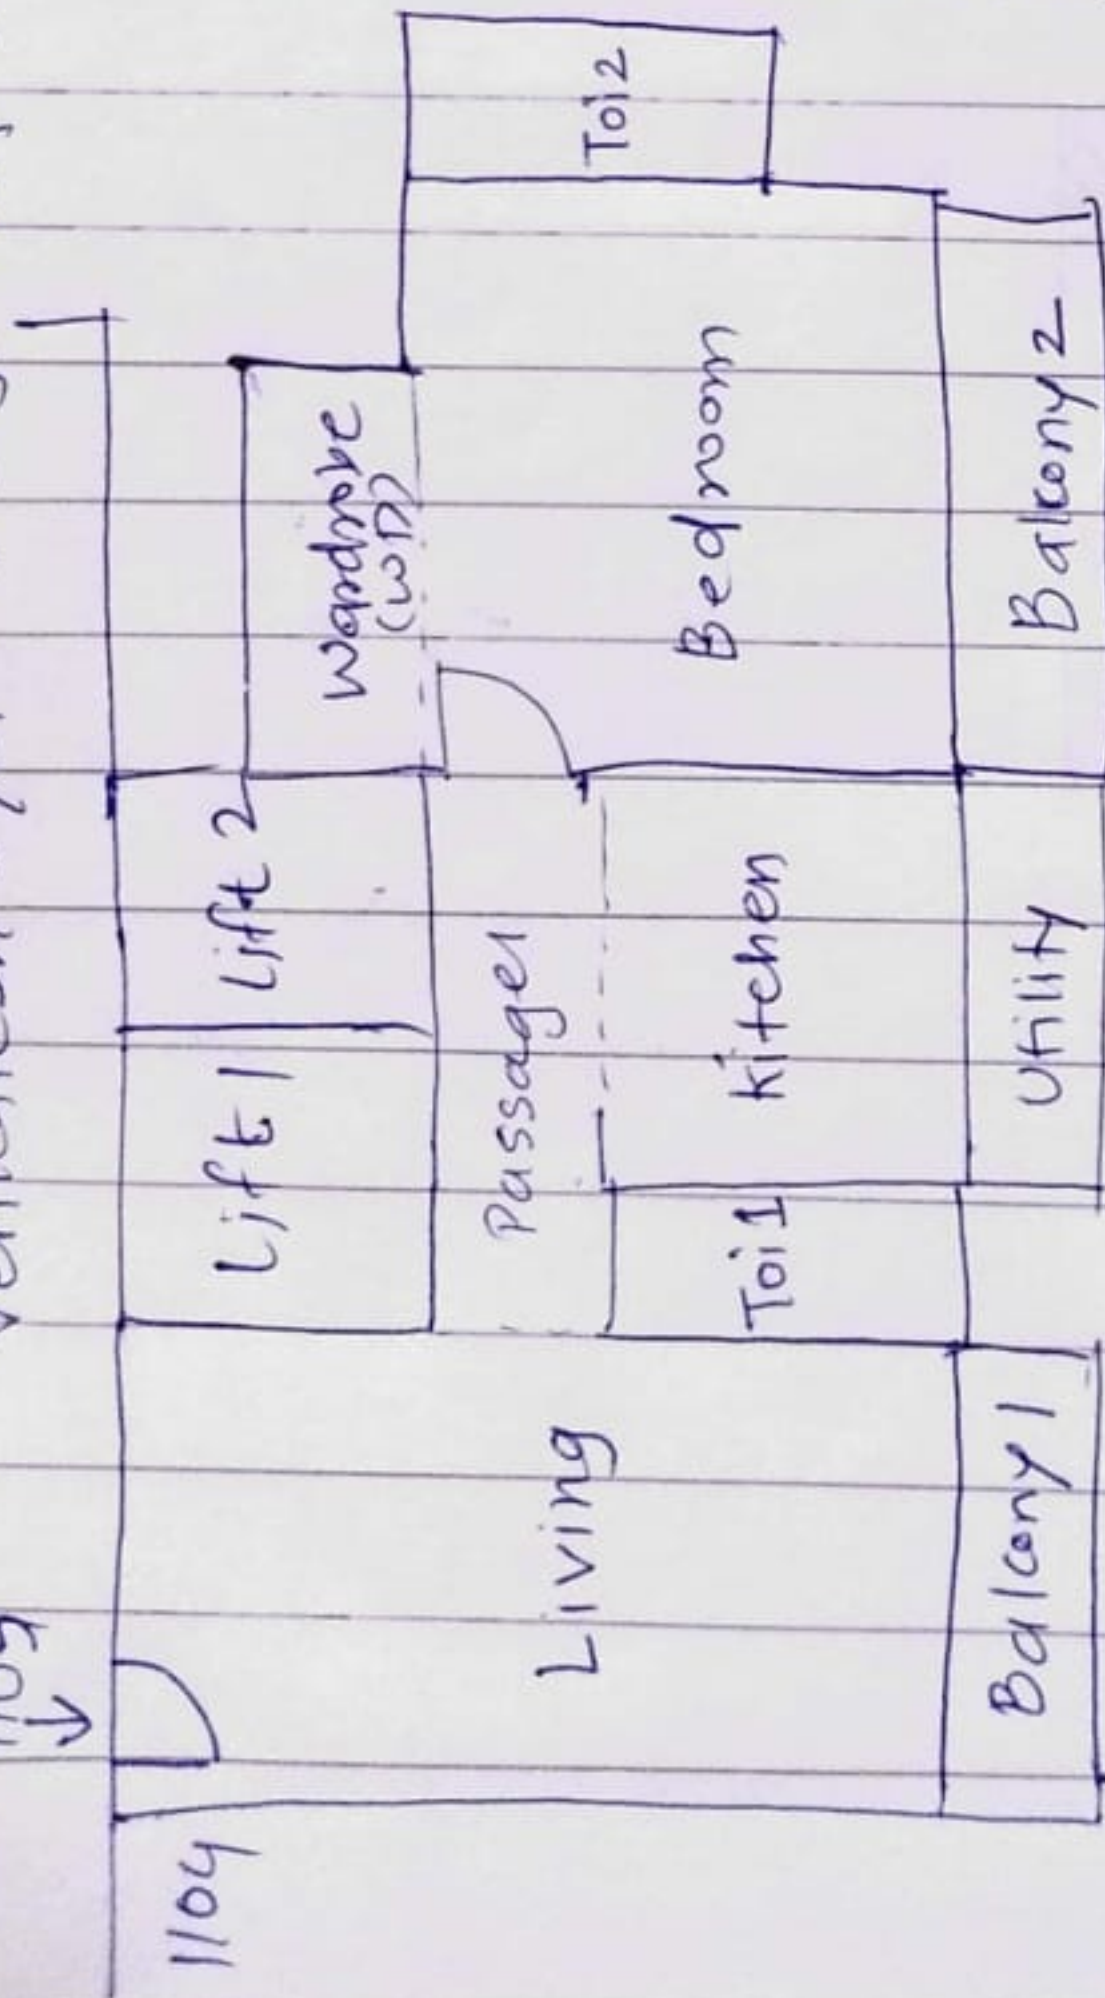 Lift 1
Lift 2
Wardrobe
(WR)
Toi 2
Passage
Living
Toi 1
Kitchen
Bedroom
Balcony 1
Utility
Balcony 2
1104